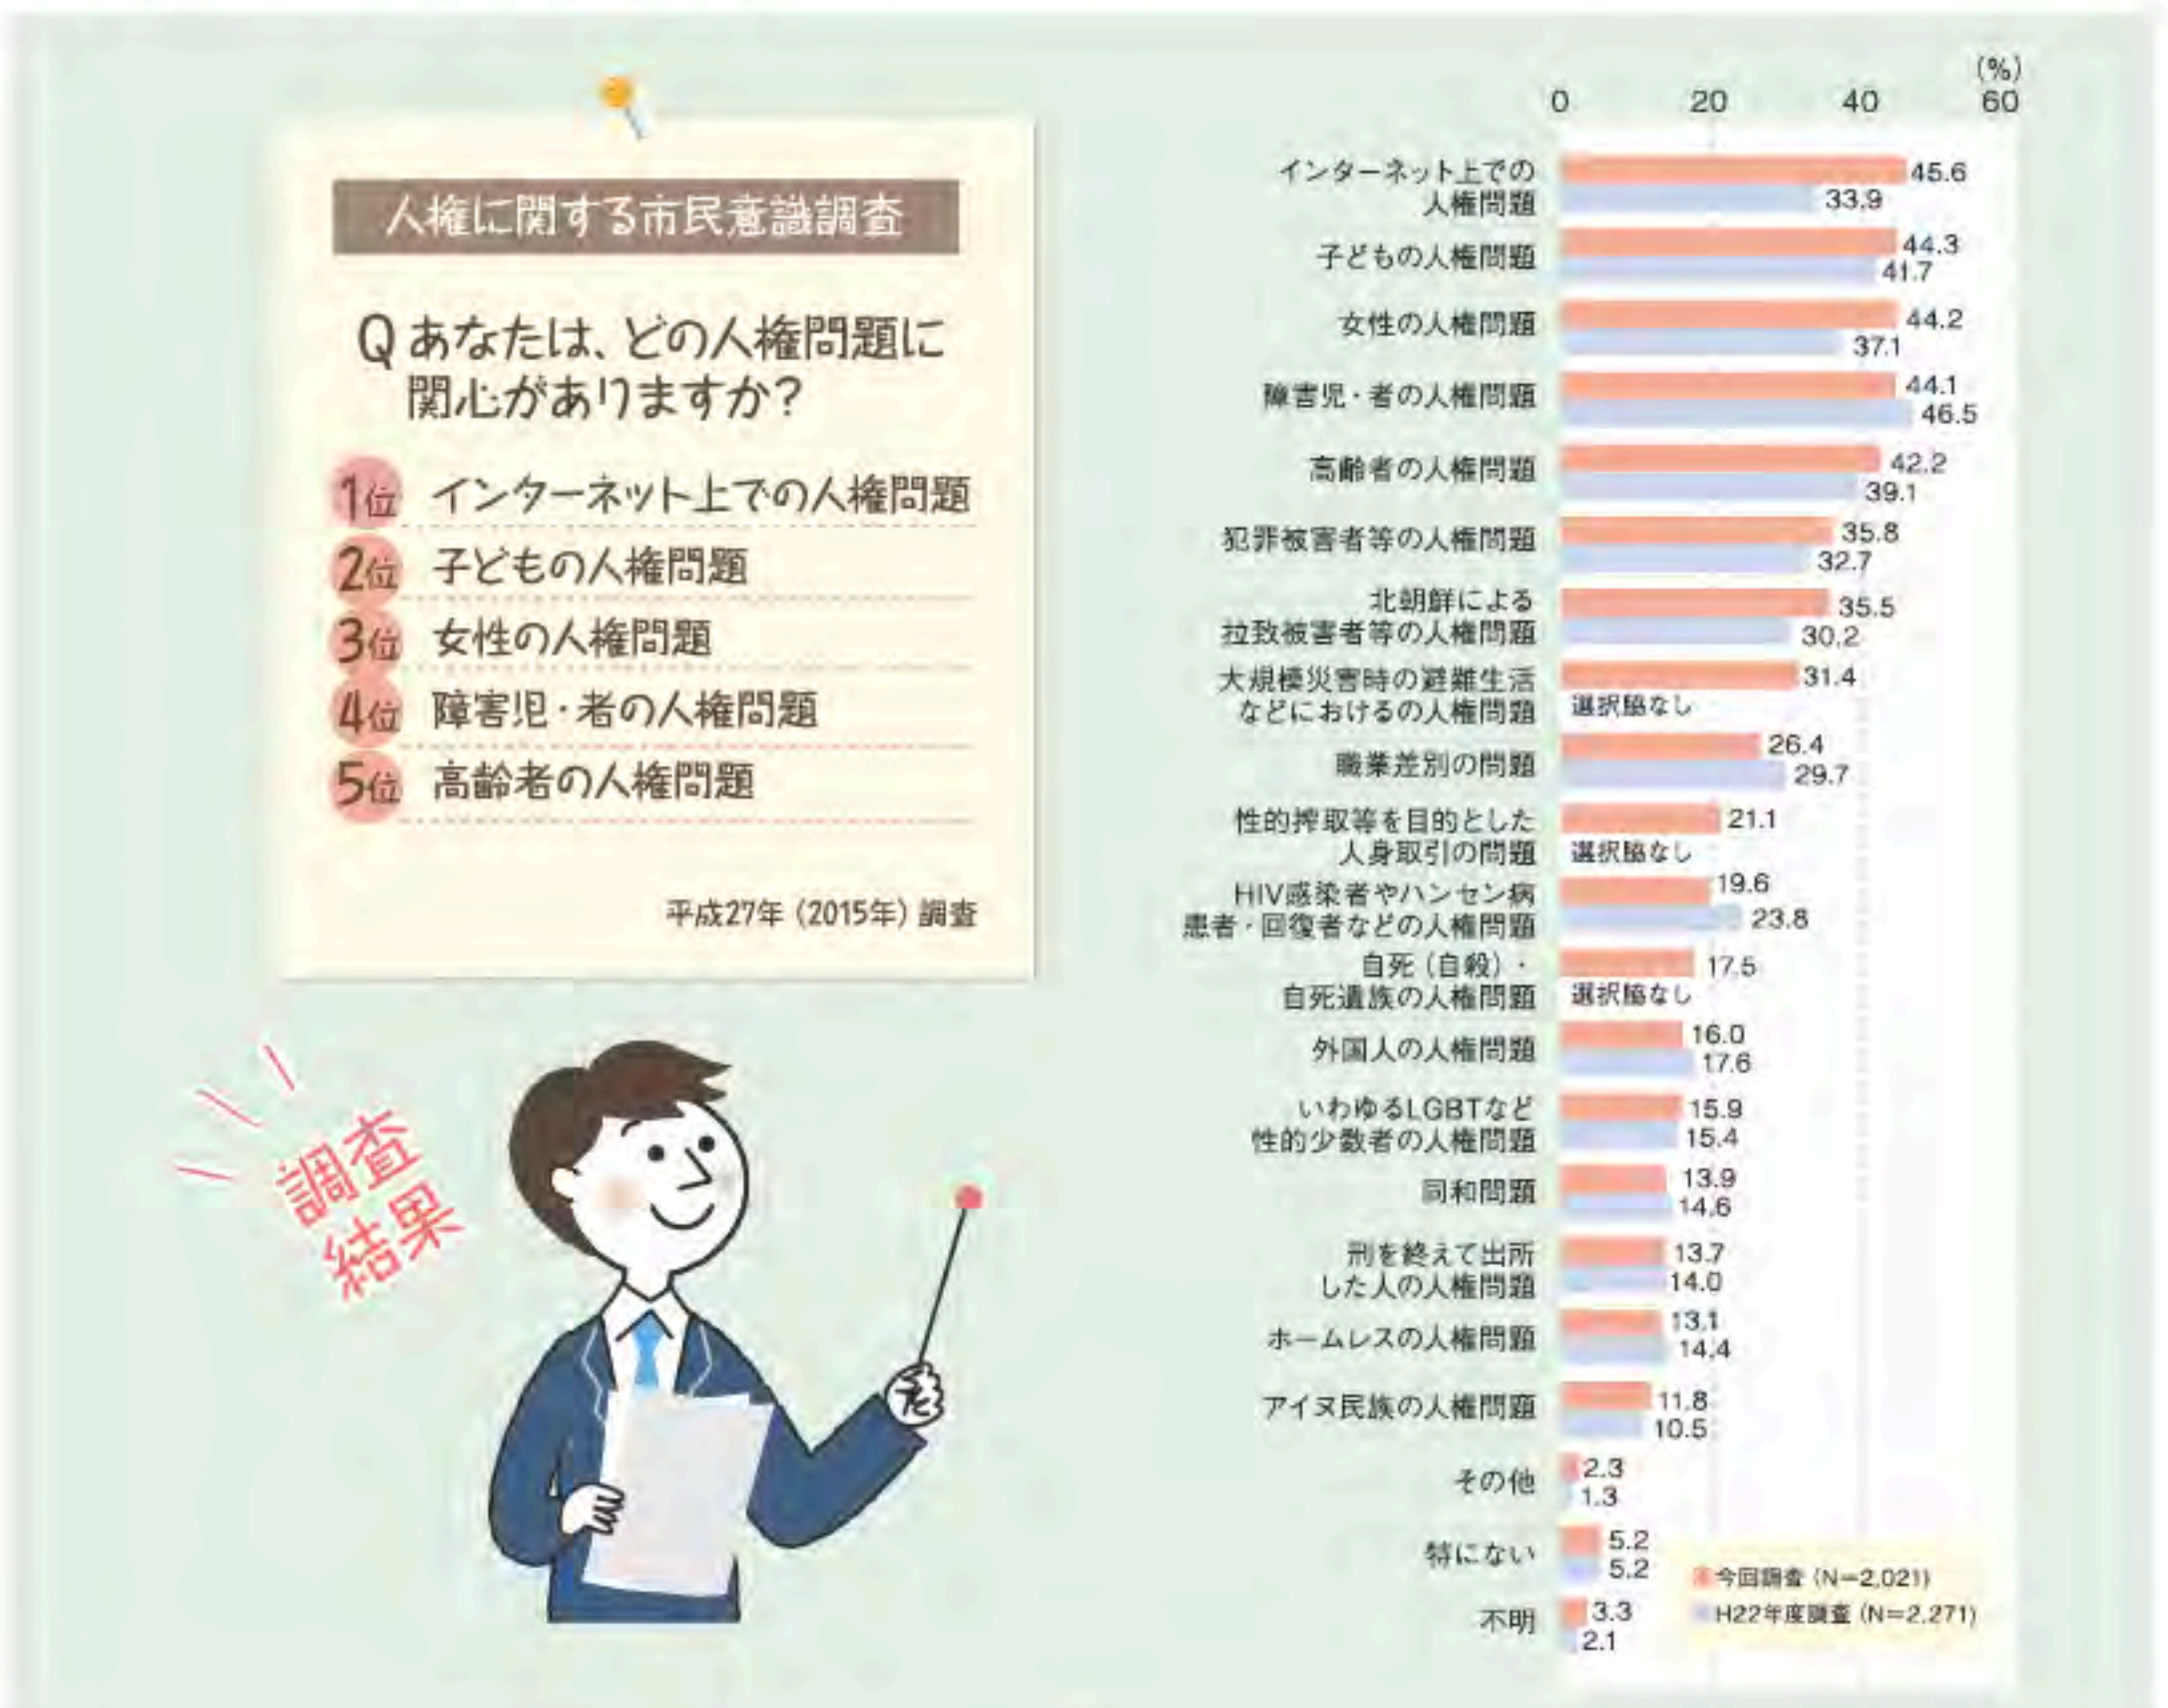 人権に関する市民意識調査
Q あなたは、どの人権問題に
関心がありますか？
1位 インターネット上での人権問題
2位 子どもの人権問題
3位 女性の人権問題
4位 障害児・者の人権問題
5位 高齢者の人権問題
平成27年（2015年）調査
調査
結果
(%)
0 20 40 60
インターネット上での
人権問題
45.6
33.9
子どもの人権問題
44.3
41.7
女性の人権問題
44.2
37.1
障害児・者の人権問題
44.1
46.5
高齢者の人権問題
42.2
39.1
犯罪被害者等の人権問題
35.8
32.7
北朝鮮による
拉致被害者等の人権問題
35.5
30.2
大規模災害時の避難生活
などにおけるの人権問題
31.4
選択肢なし
職業差別の問題
26.4
29.7
性的搾取等を目的とした
人身取引の問題
21.1
選択肢なし
HIV感染者やハンセン病
患者・回復者などの人権問題
19.6
23.8
自死（自殺）・
自死遺族の人権問題
17.5
選択肢なし
外国人の人権問題
16.0
17.6
いわゆるLGBTなど
性的少数者の人権問題
15.9
15.4
同和問題
13.9
14.6
刑を終えて出所
した人の人権問題
13.7
14.0
ホームレスの人権問題
13.1
14.4
アイヌ民族の人権問題
11.8
10.5
その他
2.3
1.3
特にない
5.2
5.2
不明
3.3
2.1
今回調査（N＝2,021）
H22年度調査（N＝2,271）